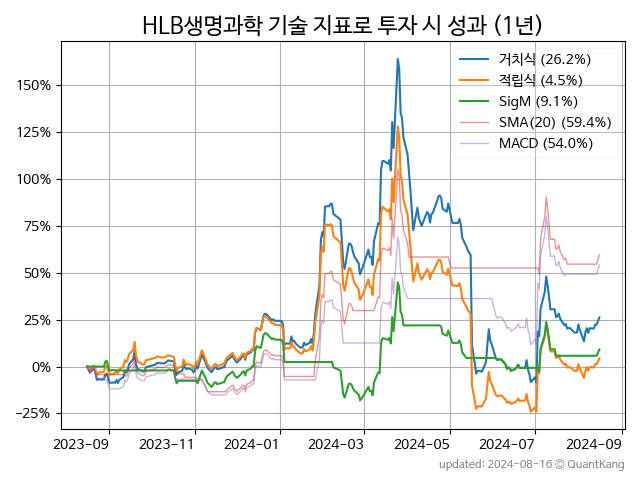 HLB생명과학 기술 지표로 투자 시 성과 (1년)
거치식 (26.2%)
적립식 (4.5%)
SigM (9.1%)
SMA(20) (59.4%)
MACD (54.0%)
150%
125%
100%
75%
50%
25%
0%
−25%
2023-09 2023-11 2024-01 2024-03 2024-05 2024-07 2024-09
updated: 2024-08-16 © QuantKang